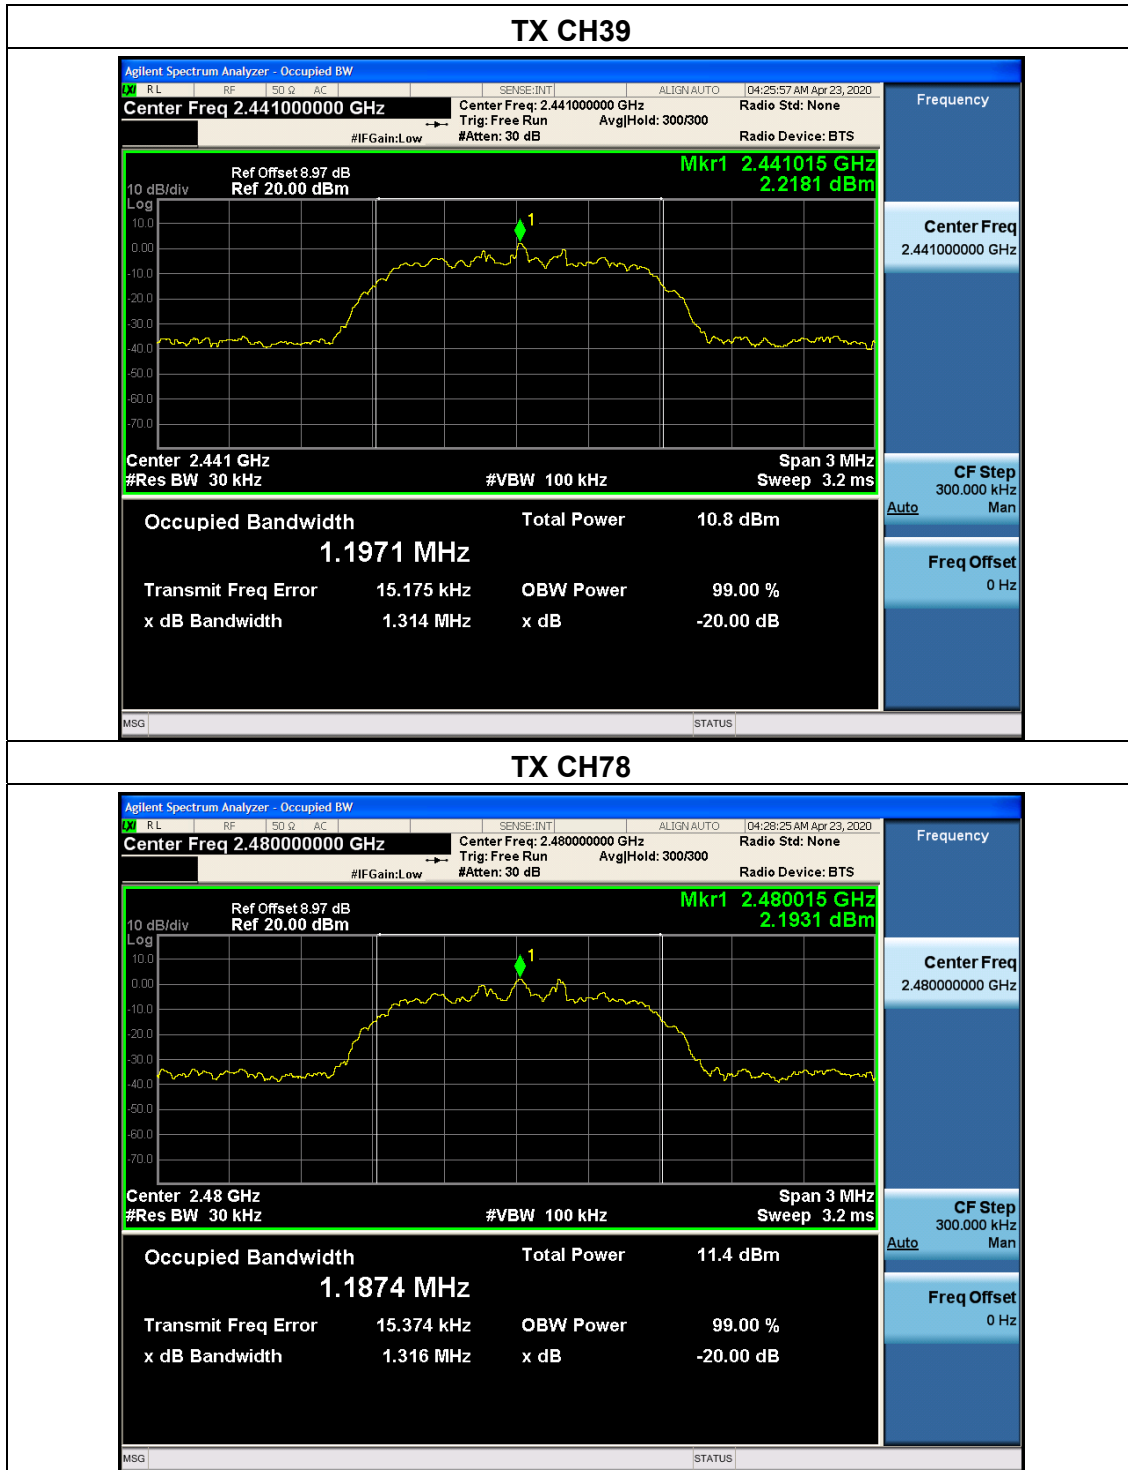 TX CH39
Agilent Spectrum Analyzer - Occupied BW
LXI RL RF 50 Ω AC SENSE:INT ALIGN AUTO 04:25:57 AM Apr 23, 2020
Center Freq 2.441000000 GHz
Center Freq: 2.441000000 GHz
Radio Std: None
Trig: Free Run Avg|Hold: 300/300
#IFGain:Low #Atten: 30 dB Radio Device: BTS
Frequency
Mkr1 2.441015 GHz
2.2181 dBm
Ref Offset 8.97 dB
10 dB/div Ref 20.00 dBm
Log
10.0
0.00
-10.0
-20.0
-30.0
-40.0
-50.0
-60.0
-70.0
1
Center 2.441 GHz Span 3 MHz
#Res BW 30 kHz #VBW 100 kHz Sweep 3.2 ms
Center Freq
2.441000000 GHz
CF Step
300.000 kHz
Auto Man
Freq Offset
0 Hz
Occupied Bandwidth Total Power 10.8 dBm
1.1971 MHz
Transmit Freq Error 15.175 kHz OBW Power 99.00 %
x dB Bandwidth 1.314 MHz x dB -20.00 dB
MSG STATUS
TX CH78
Agilent Spectrum Analyzer - Occupied BW
LXI RL RF 50 Ω AC SENSE:INT ALIGN AUTO 04:28:25 AM Apr 23, 2020
Center Freq 2.480000000 GHz
Center Freq: 2.480000000 GHz
Radio Std: None
Trig: Free Run Avg|Hold: 300/300
#IFGain:Low #Atten: 30 dB Radio Device: BTS
Frequency
Mkr1 2.480015 GHz
2.1931 dBm
Ref Offset 8.97 dB
10 dB/div Ref 20.00 dBm
Log
10.0
0.00
-10.0
-20.0
-30.0
-40.0
-50.0
-60.0
-70.0
1
Center 2.48 GHz Span 3 MHz
#Res BW 30 kHz #VBW 100 kHz Sweep 3.2 ms
Center Freq
2.480000000 GHz
CF Step
300.000 kHz
Auto Man
Freq Offset
0 Hz
Occupied Bandwidth Total Power 11.4 dBm
1.1874 MHz
Transmit Freq Error 15.374 kHz OBW Power 99.00 %
x dB Bandwidth 1.316 MHz x dB -20.00 dB
MSG STATUS